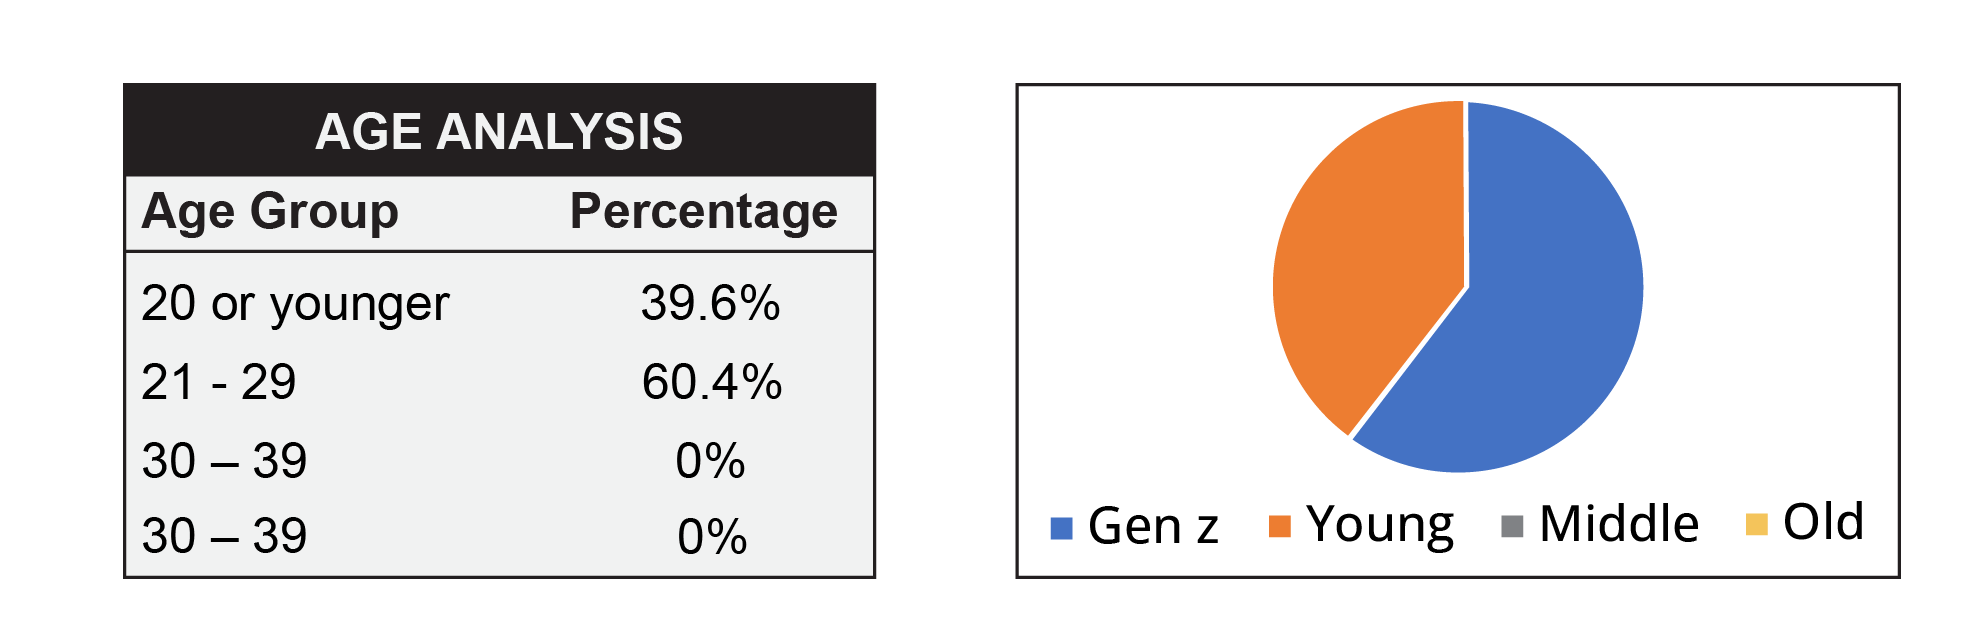 AGE ANALYSIS
Age Group Percentage
20 or younger 39.6%
21 - 29 60.4%
30 – 39 0%
30 – 39 0%
Gen z Young Middle Old